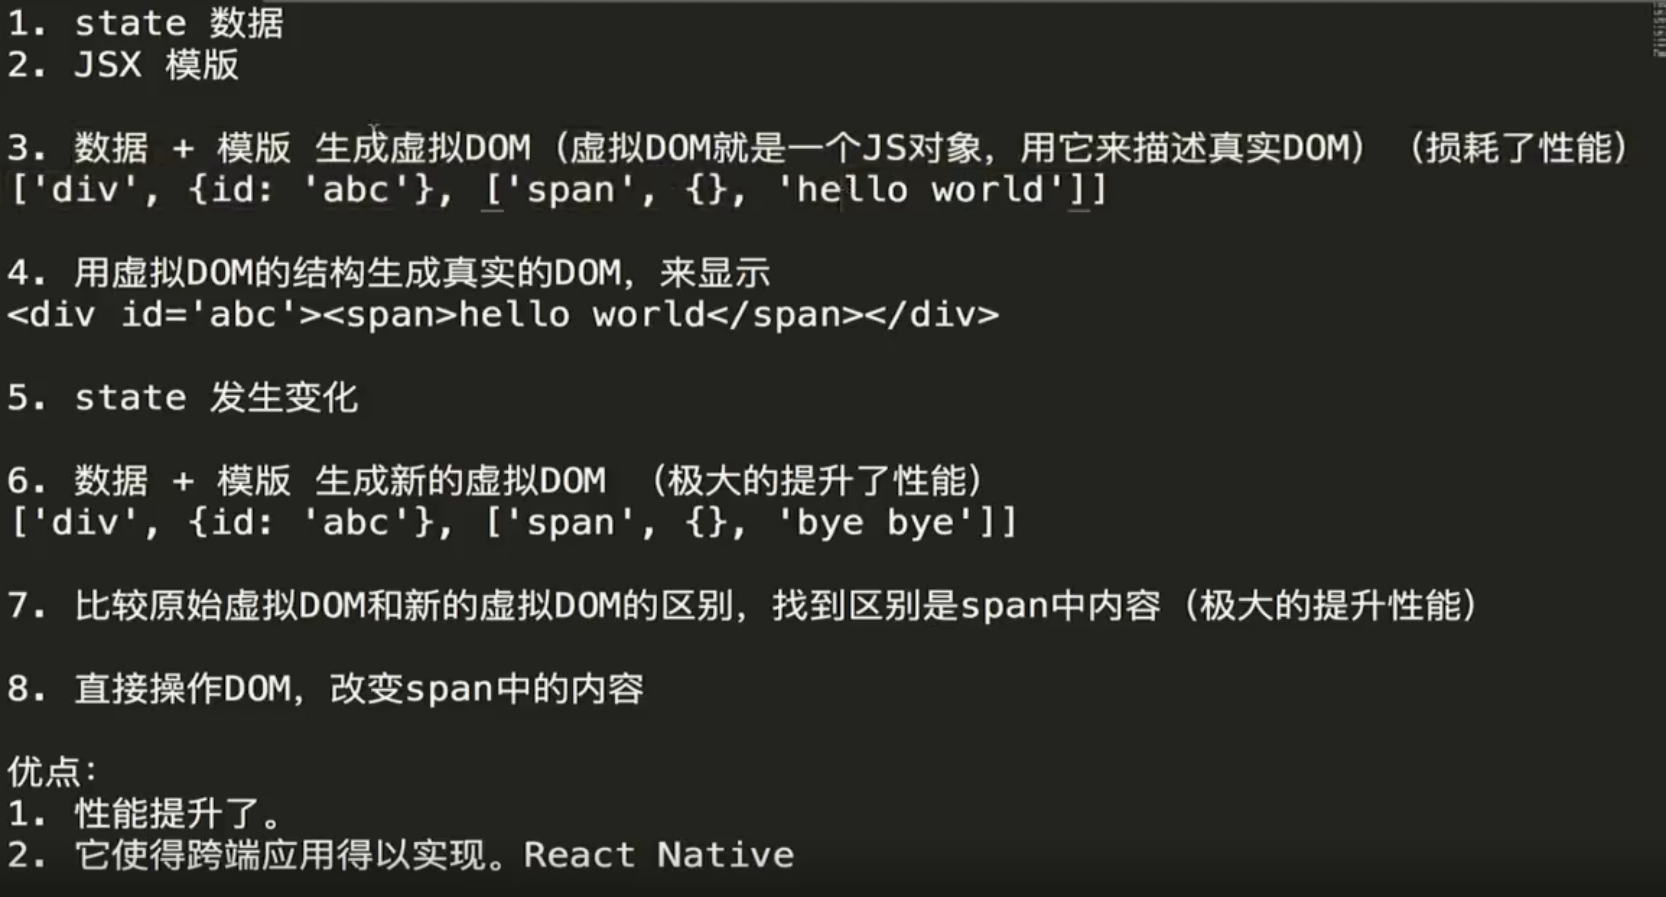 1. state 数据
2. JSX 模版
3. 数据 + 模版 生成虚拟DOM（虚拟DOM就是一个JS对象，用它来描述真实DOM）（损耗了性能）
['div', {id: 'abc'}, ['span', {}, 'hello world']]
4. 用虚拟DOM的结构生成真实的DOM，来显示
<div id='abc'><span>hello world</span></div>
5. state 发生变化
6. 数据 + 模版 生成新的虚拟DOM （极大的提升了性能）
['div', {id: 'abc'}, ['span', {}, 'bye bye']]
7. 比较原始虚拟DOM和新的虚拟DOM的区别，找到区别是span中内容（极大的提升性能）
8. 直接操作DOM，改变span中的内容
优点：
1. 性能提升了。
2. 它使得跨端应用得以实现。React Native